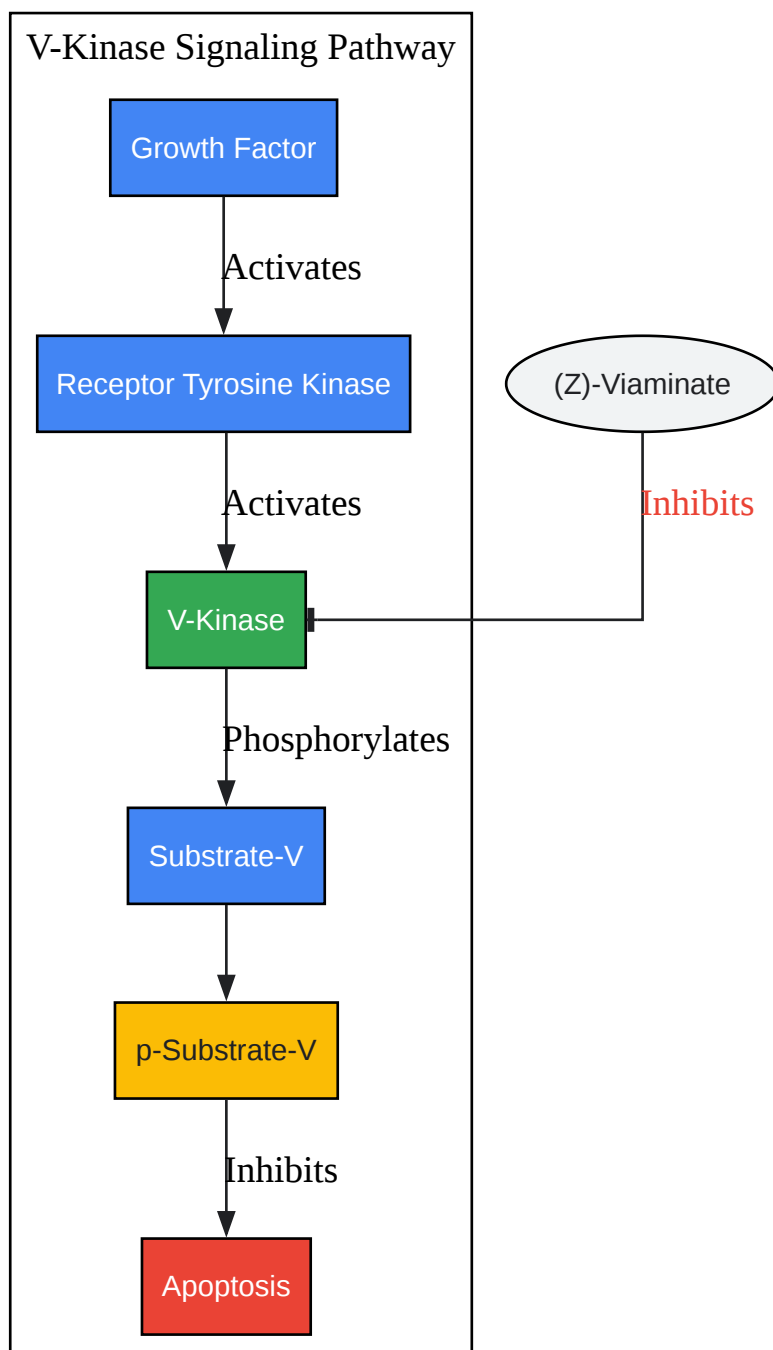 V-Kinase Signaling Pathway
Growth Factor
Activates
Receptor Tyrosine Kinase
(Z)-Viaminate
Activates
Inhibits
V-Kinase
Phosphorylates
Substrate-V
p-Substrate-V
Inhibits
Apoptosis